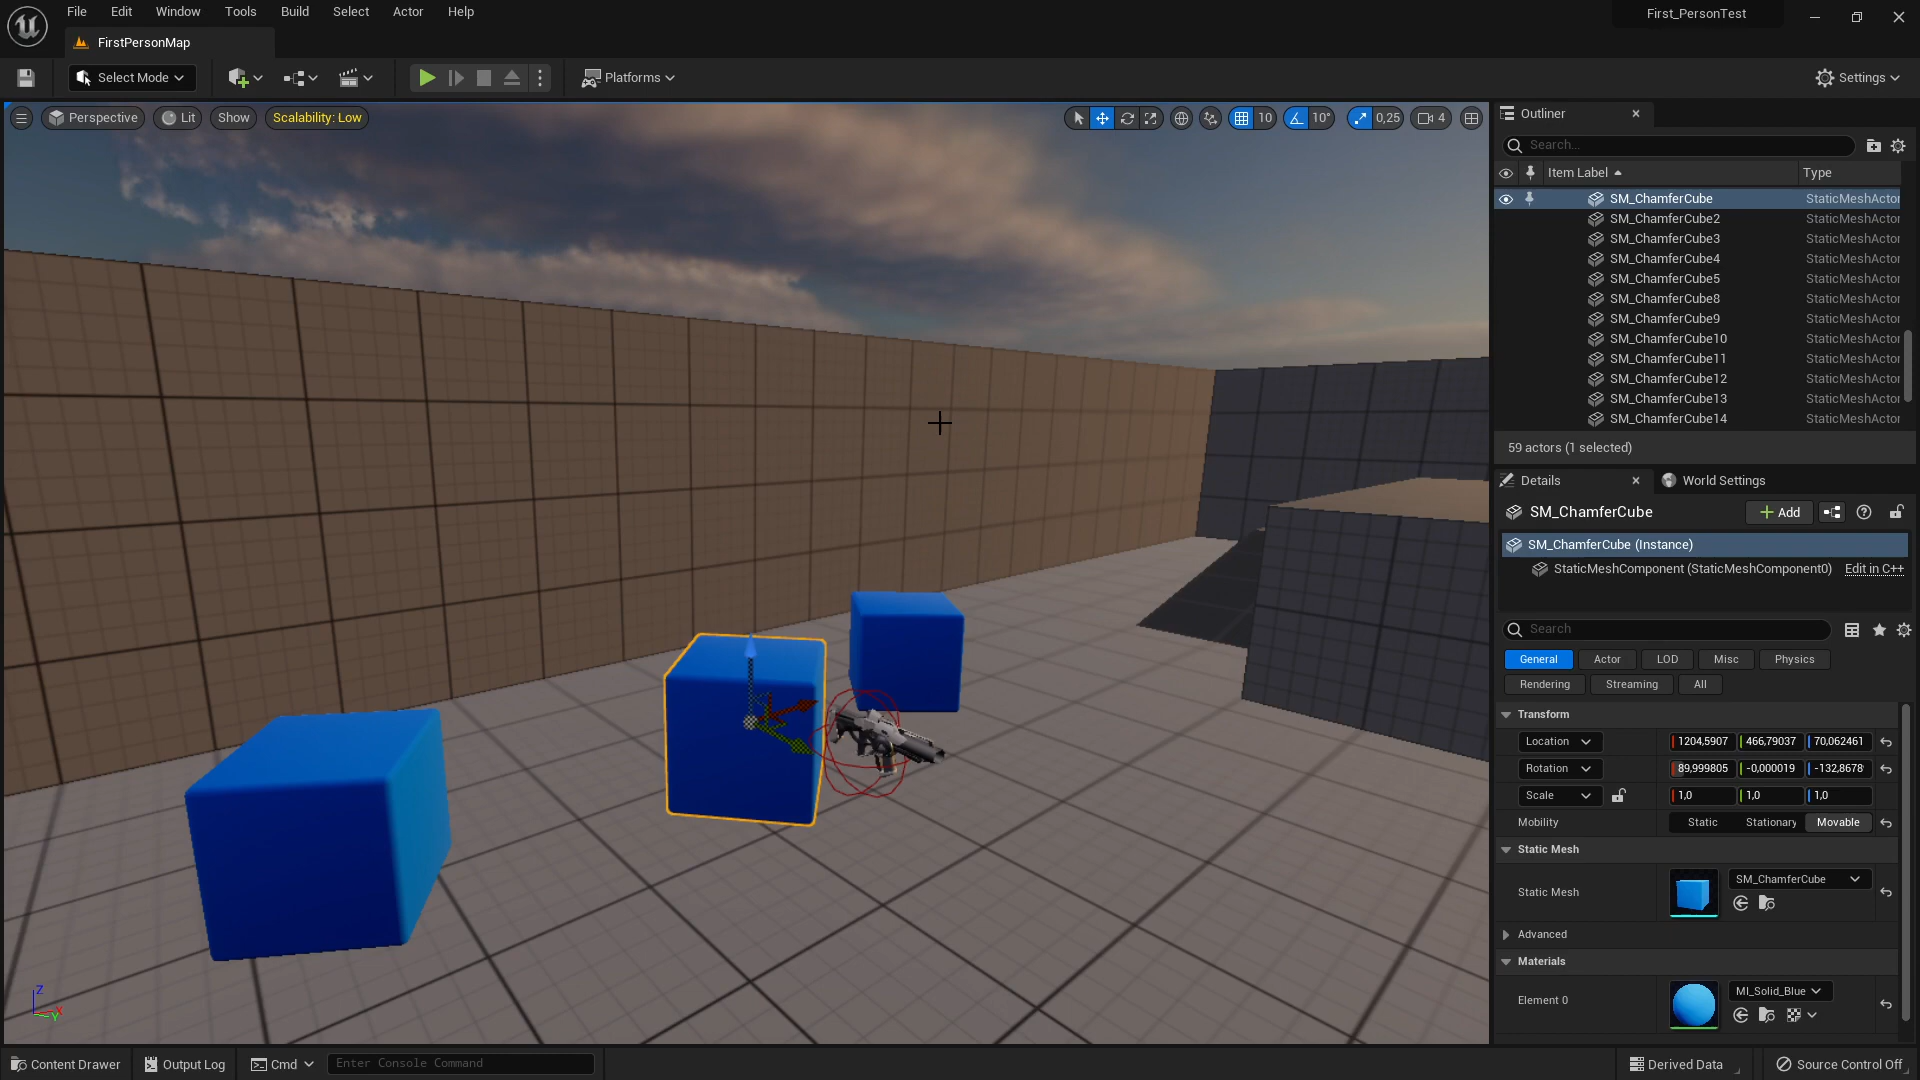 File Edit Window Tools Build Select Actor Help
First_PersonTest
FirstPersonMap
Select Mode
Platforms
Settings
Perspective Lit Show Scalability: Low
10 10° 0,25 4
Outliner
Search...
Item Label Type
SM_ChamferCube StaticMeshActor
SM_ChamferCube2 StaticMeshActor
SM_ChamferCube3 StaticMeshActor
SM_ChamferCube4 StaticMeshActor
SM_ChamferCube5 StaticMeshActor
SM_ChamferCube8 StaticMeshActor
SM_ChamferCube9 StaticMeshActor
SM_ChamferCube10 StaticMeshActor
SM_ChamferCube11 StaticMeshActor
SM_ChamferCube12 StaticMeshActor
SM_ChamferCube13 StaticMeshActor
SM_ChamferCube14 StaticMeshActor
59 actors (1 selected)
Details World Settings
SM_ChamferCube Add
SM_ChamferCube (Instance)
StaticMeshComponent (StaticMeshComponent0) Edit in C++
Search
General Actor LOD Misc Physics
Rendering Streaming All
Transform
Location 1204,5907 466,79037 70,062461
Rotation 89,999805 -0,000019 -132,8678
Scale 1,0 1,0 1,0
Mobility Static Stationary Movable
Static Mesh
Static Mesh SM_ChamferCube
Advanced
Materials
Element 0 MI_Solid_Blue
Z
X
Y
Content Drawer Output Log Cmd Enter Console Command Derived Data Source Control Off